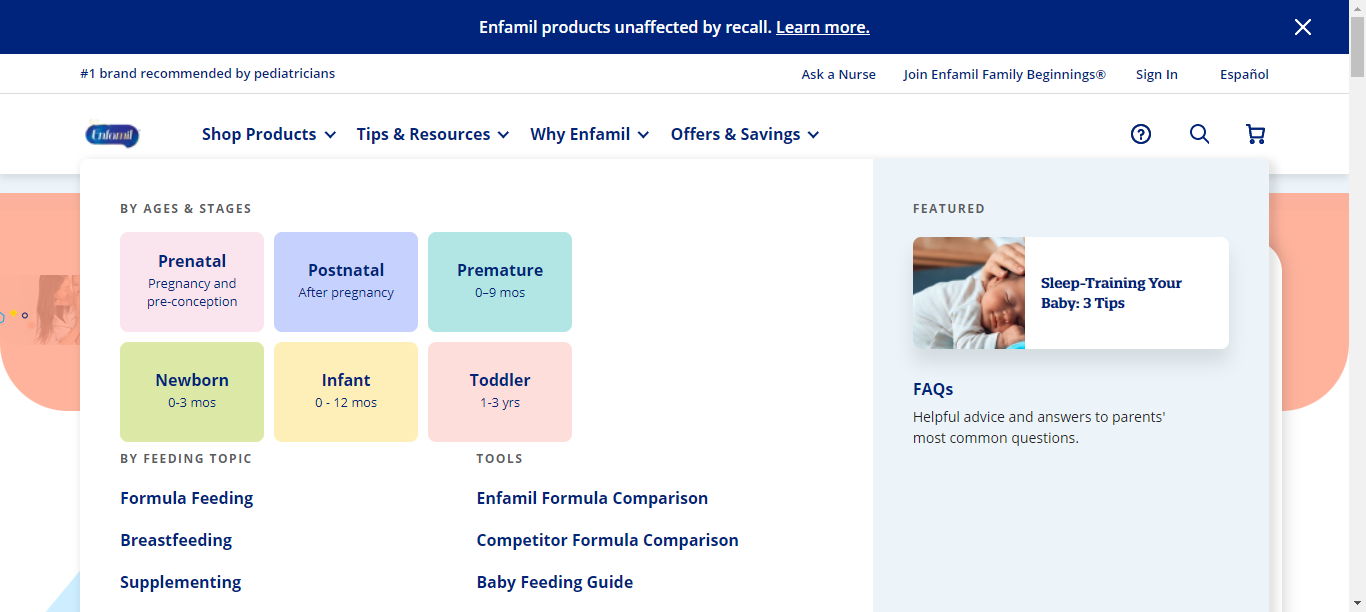 Enfamil products unaffected by recall. Learn more.
#1 brand recommended by pediatricians
Ask a Nurse
Join Enfamil Family Beginnings®
Sign In
Español
Enfamil
Shop Products
Tips & Resources
Why Enfamil
Offers & Savings
BY AGES & STAGES
Prenatal
Pregnancy and
pre-conception
Postnatal
After pregnancy
Premature
0–9 mos
Newborn
0-3 mos
Infant
0 - 12 mos
Toddler
1-3 yrs
BY FEEDING TOPIC
Formula Feeding
Breastfeeding
Supplementing
TOOLS
Enfamil Formula Comparison
Competitor Formula Comparison
Baby Feeding Guide
FEATURED
Sleep-Training Your
Baby: 3 Tips
FAQs
Helpful advice and answers to parents'
most common questions.